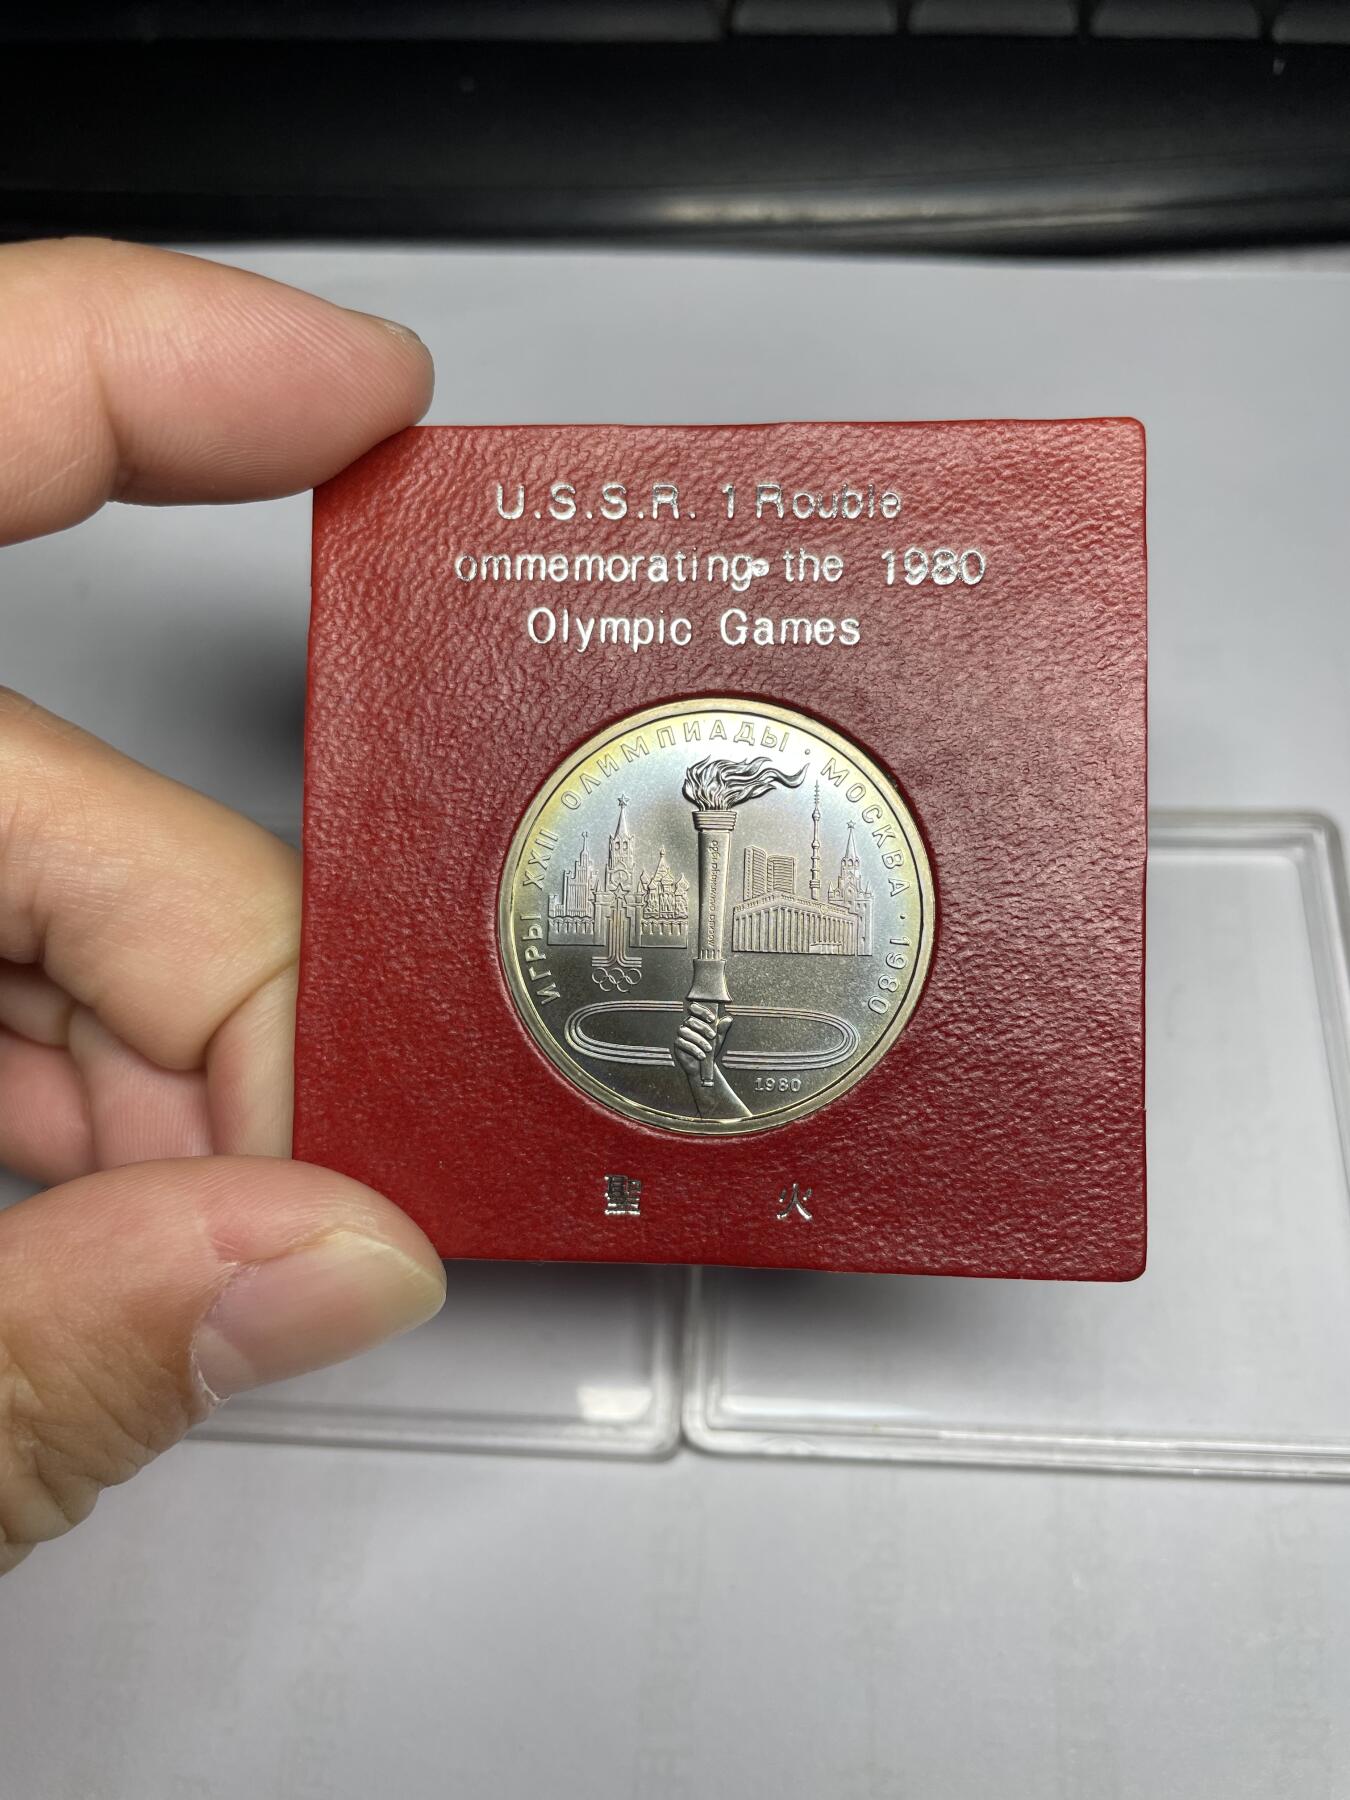 U.S.S.R. 1 Rouble
ommemorating the 1980
Olympic Games
ИГРЫ XXII ОЛИМПИАДЫ · МОСКВА · 1980
1980
聖 火